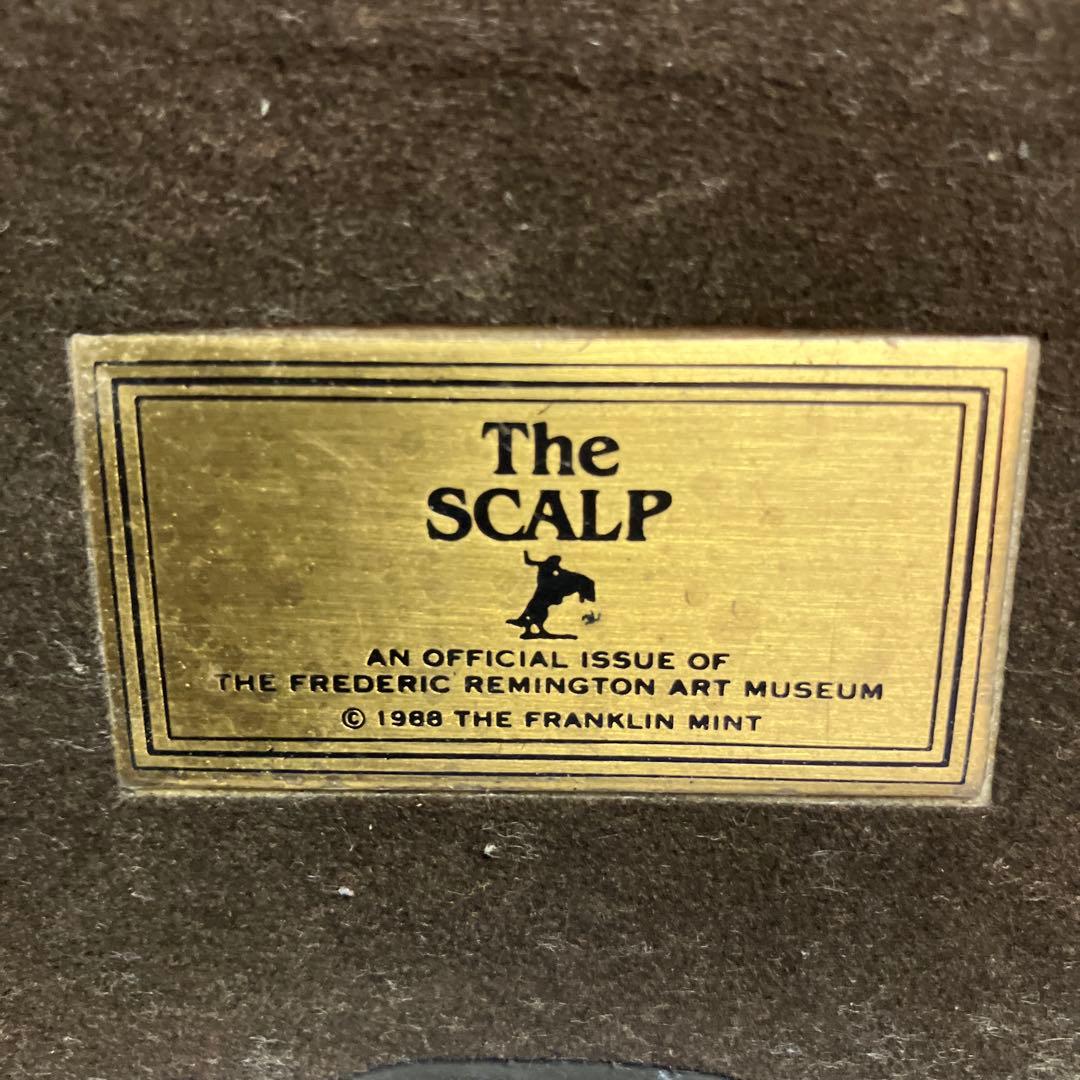 The
SCALP
AN OFFICIAL ISSUE OF
THE FREDERIC REMINGTON ART MUSEUM
© 1988 THE FRANKLIN MINT